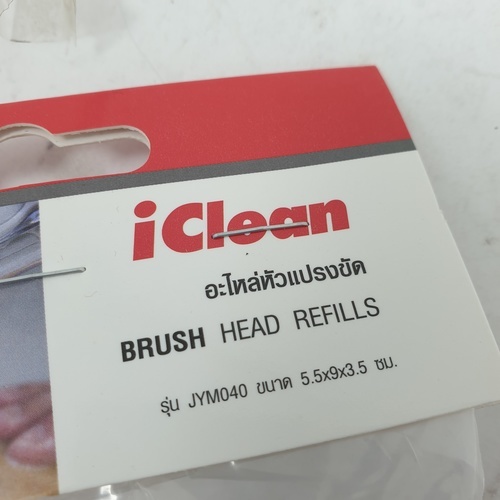 iClean
อะไหล่หัวแปรงขัด
BRUSH HEAD REFILLS
รุ่น JYM040 ขนาด 5.5x9x3.5 ซม.